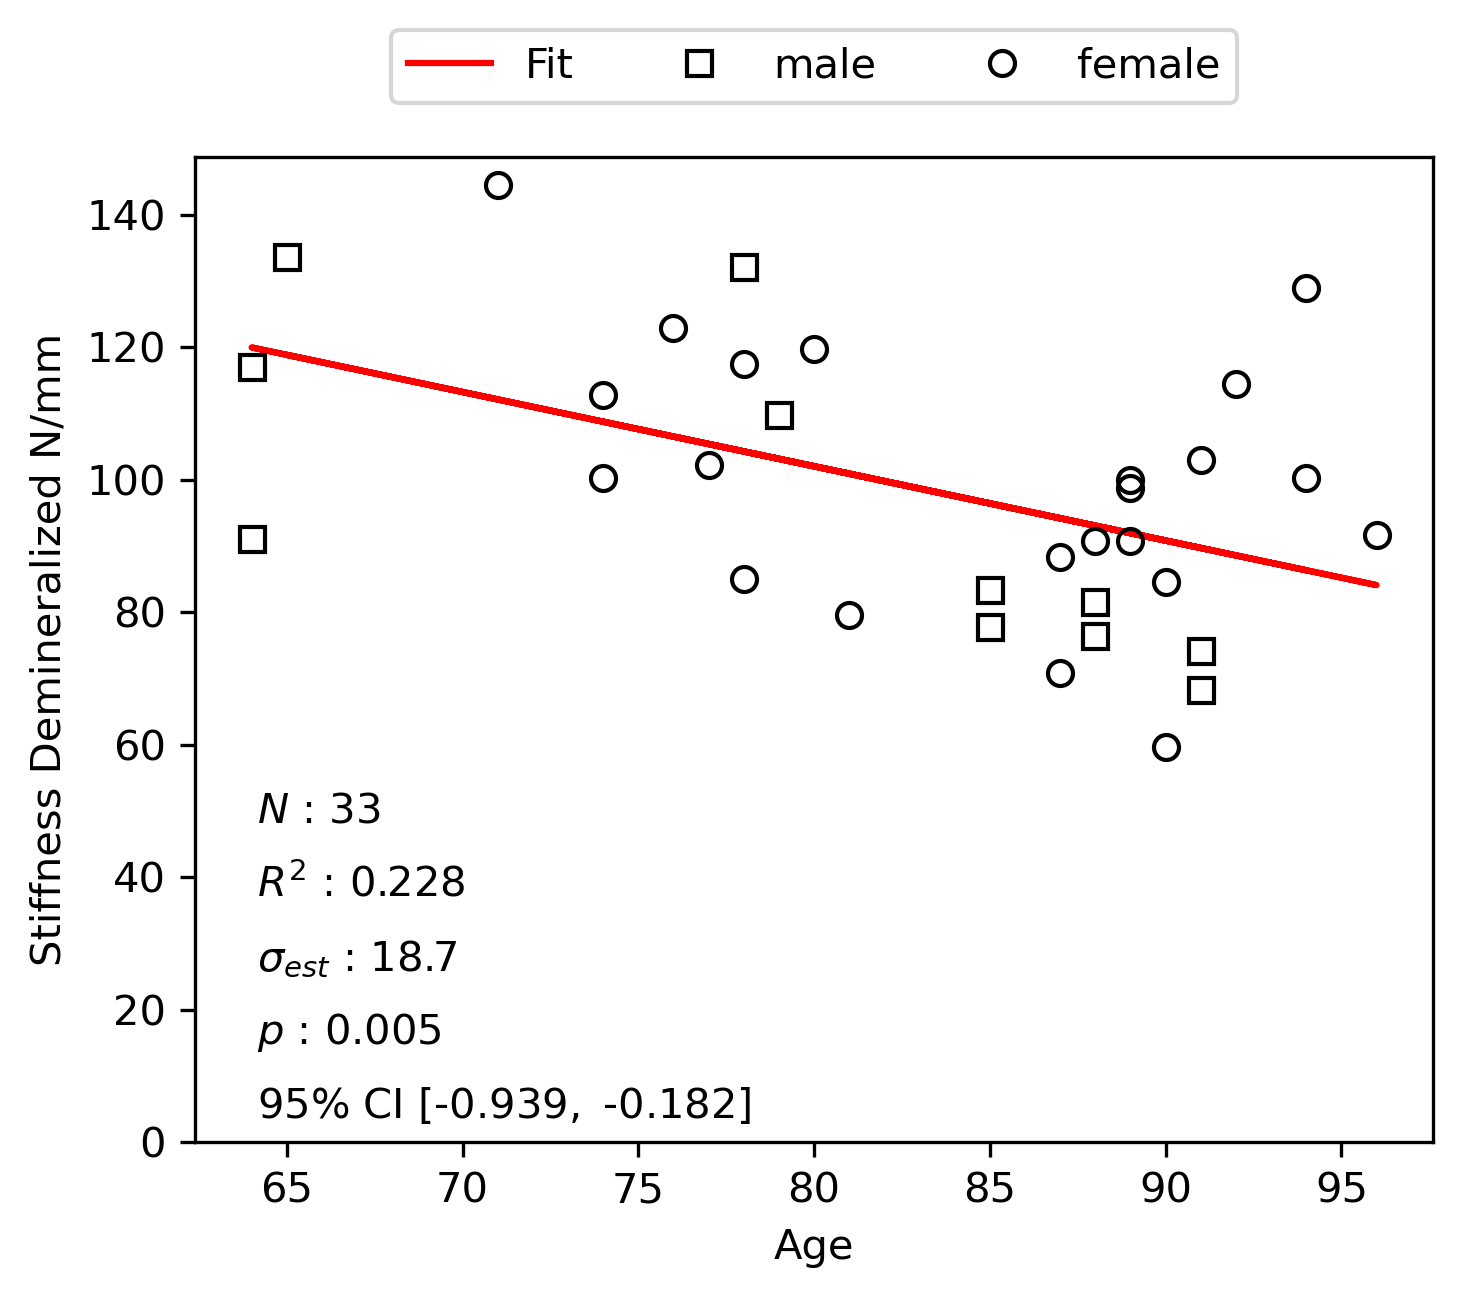 Fit male female
140
120
100
80
60
40
20
0
Stiffness Demineralized N/mm
N : 33
R² : 0.228
σest : 18.7
p : 0.005
95% CI [-0.939, -0.182]
65 70 75 80 85 90 95
Age